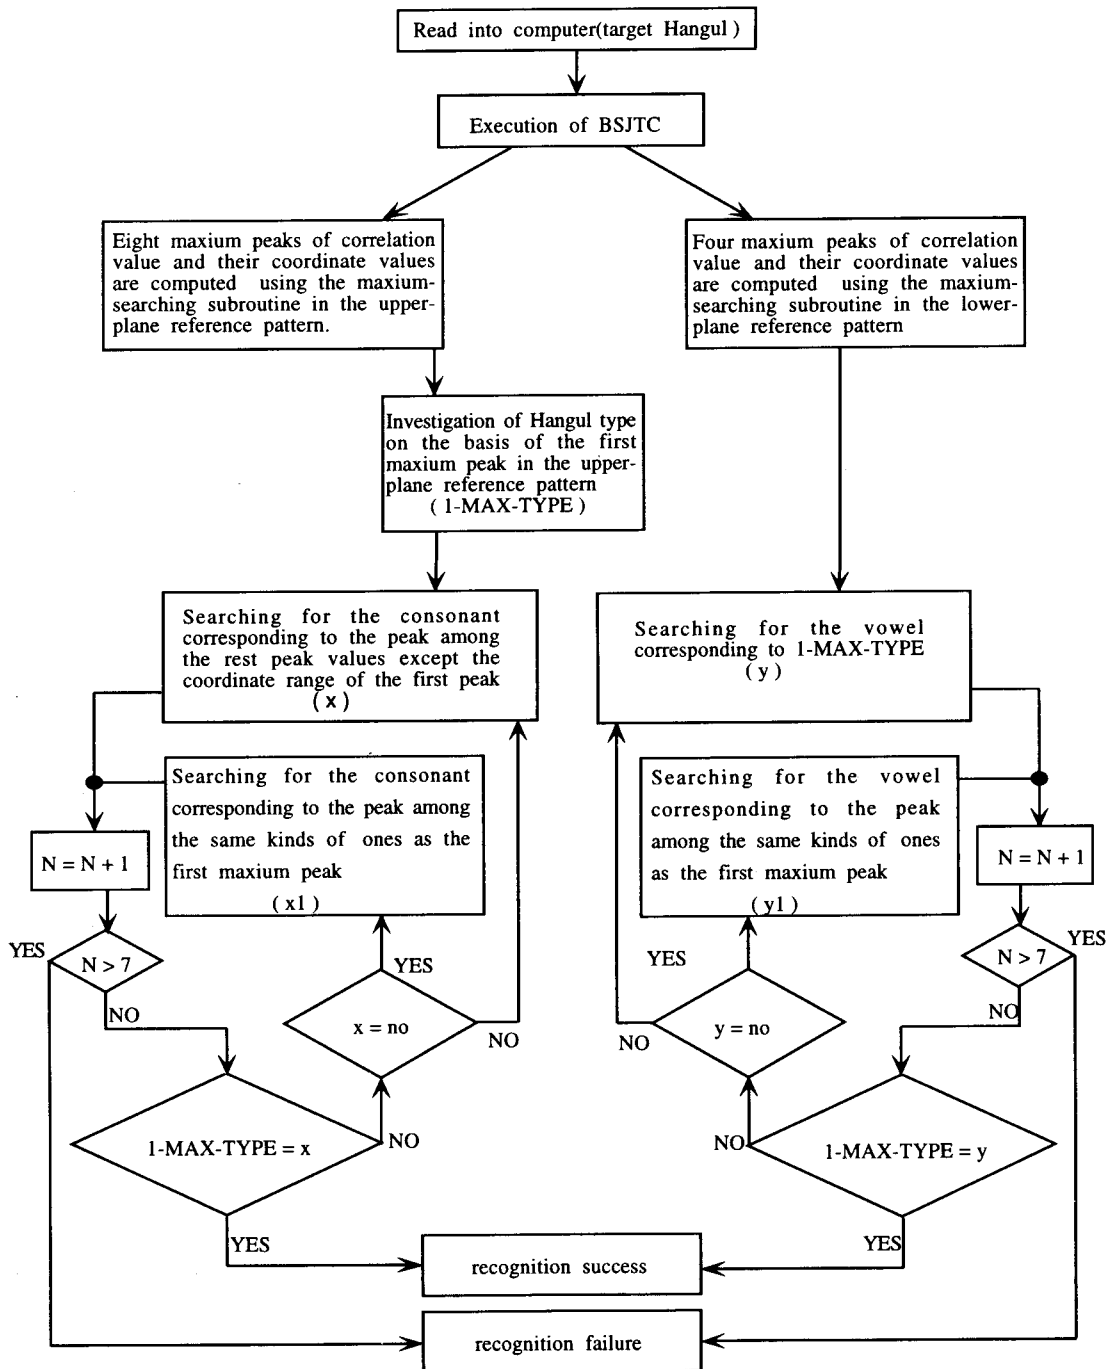 Read into computer(target Hangul )
Execution of BSJTC
Eight maxium peaks of correlation
value and their coordinate values
are computed using the maxium-
searching subroutine in the upper-
plane reference pattern.
Four maxium peaks of correlation
value and their coordinate values
are computed using the maxium-
searching subroutine in the lower-
plane reference pattern
Investigation of Hangul type
on the basis of the first
maxium peak in the upper-
plane reference pattern
( 1-MAX-TYPE )
Searching for the consonant
corresponding to the peak among
the rest peak values except the
coordinate range of the first peak
( x )
Searching for the vowel
corresponding to 1-MAX-TYPE
( y )
Searching for the consonant
corresponding to the peak among
the same kinds of ones as the
first maxium peak
( x1 )
Searching for the vowel
corresponding to the peak
among the same kinds of ones
as the first maxium peak
( y1 )
N = N + 1
N = N + 1
YES
N > 7
NO
YES
x = no
NO
YES
y = no
NO
YES
N > 7
NO
1-MAX-TYPE = x
NO
NO
1-MAX-TYPE = y
YES
YES
recognition success
recognition failure